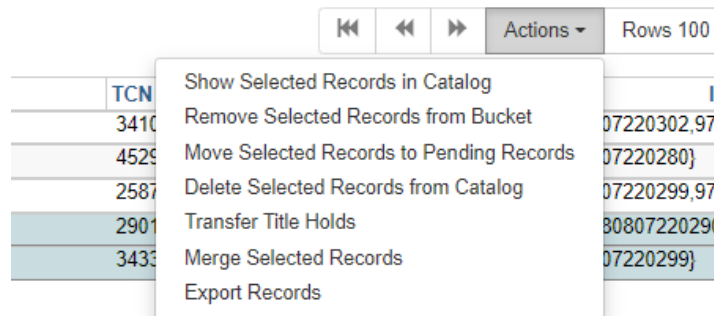 Actions Rows 100
Show Selected Records in Catalog
TCN
Remove Selected Records from Bucket
3410 07220302,97
Move Selected Records to Pending Records
4529 07220280}
Delete Selected Records from Catalog
2587 07220299,97
Transfer Title Holds
2901 80807220290
Merge Selected Records
3433 07220299}
Export Records